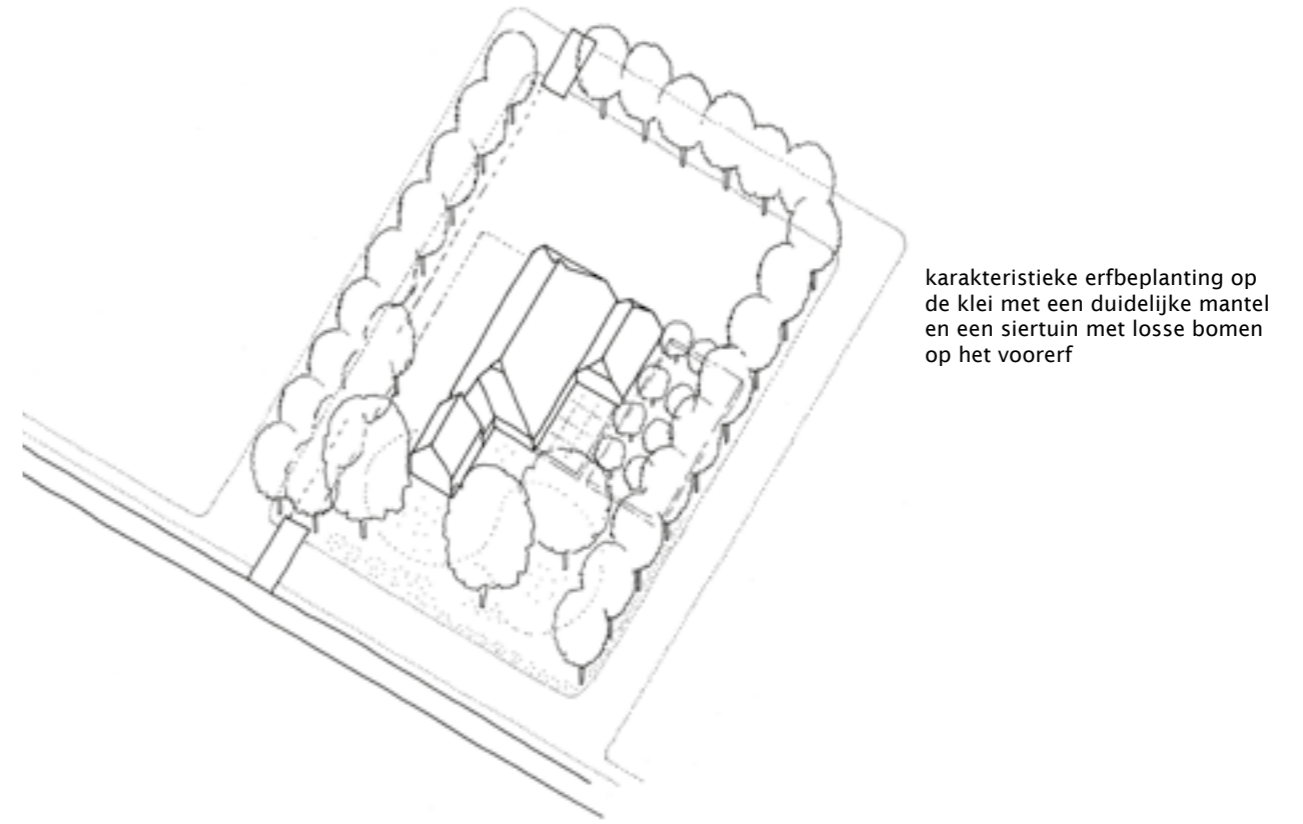 karakteristieke erfbeplanting op
de klei met een duidelijke mantel
en een siertuin met losse bomen
op het voorerf